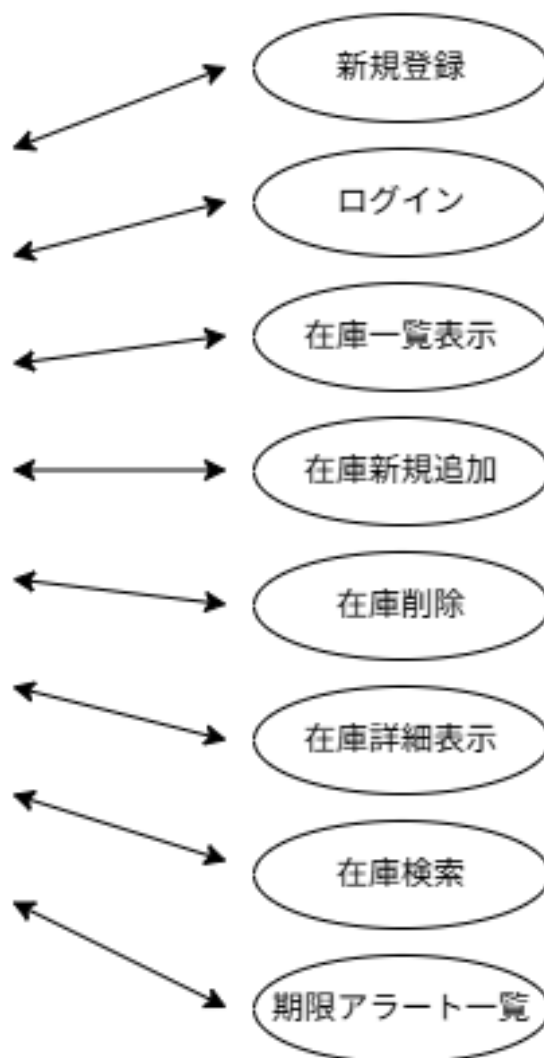 新規登録
ログイン
在庫一覧表示
在庫新規追加
在庫削除
在庫詳細表示
在庫検索
期限アラート一覧